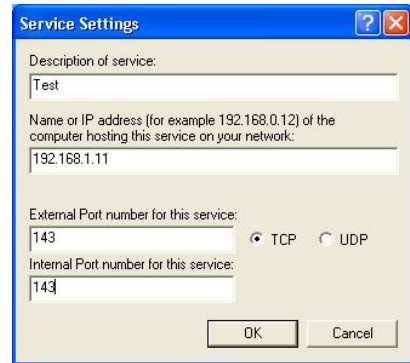 Service Settings
Description of service:
Test
Name or IP address (for example 192.168.0.12) of the
computer hosting this service on your network:
192.168.1.11
External Port number for this service:
143
TCP UDP
Internal Port number for this service:
143
OK Cancel